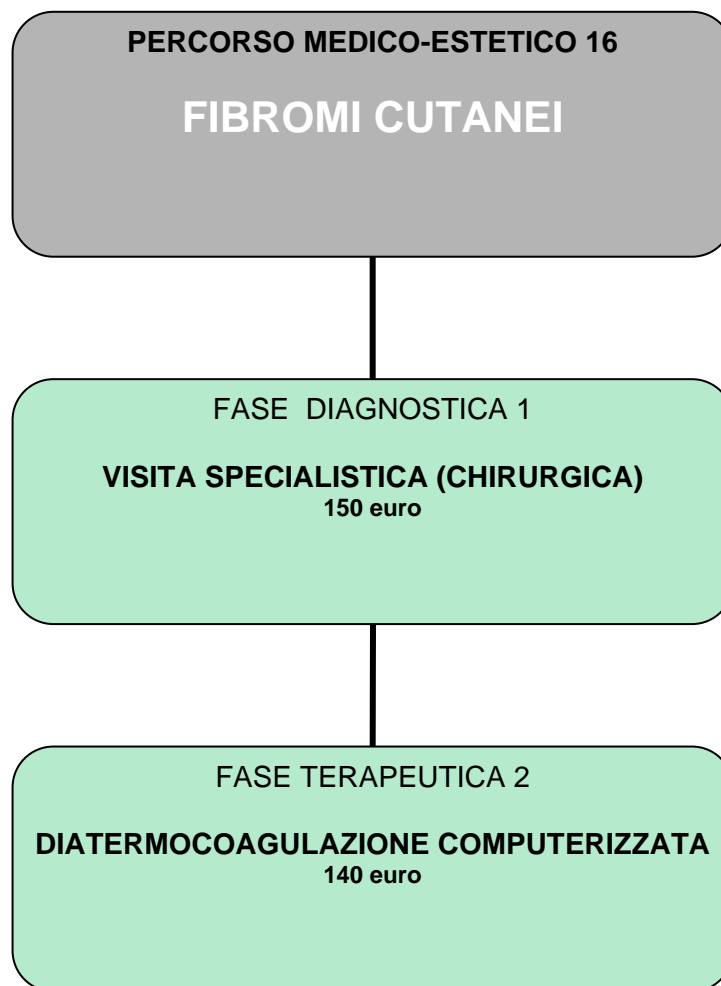 PERCORSO MEDICO-ESTETICO 16
FIBROMI CUTANEI
FASE DIAGNOSTICA 1
VISITA SPECIALISTICA (CHIRURGICA)
150 euro
FASE TERAPEUTICA 2
DIATERMOCOAGULAZIONE COMPUTERIZZATA
140 euro